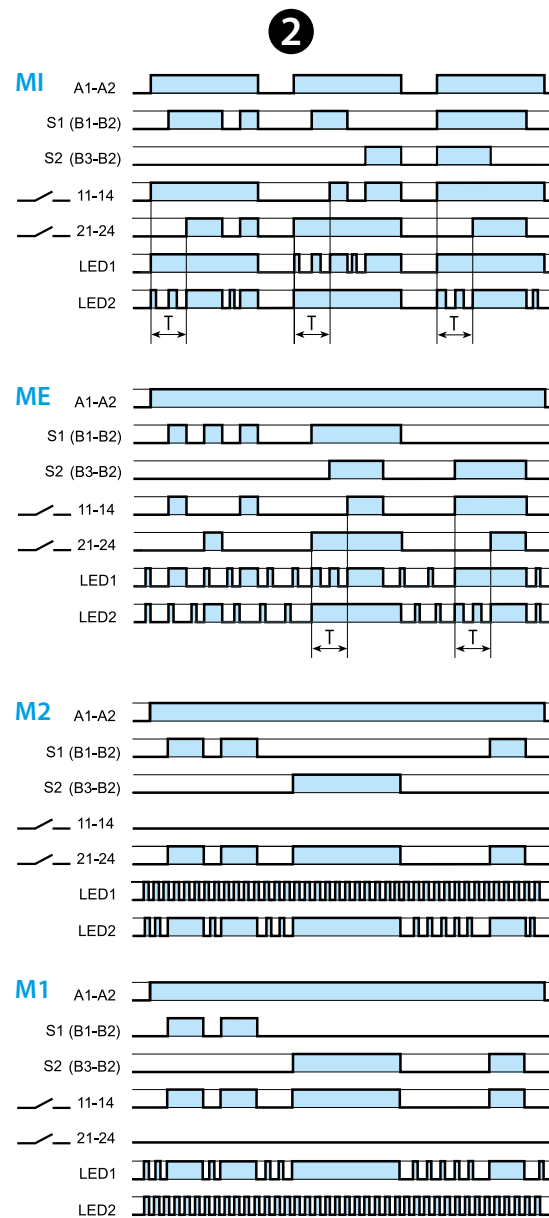 2
MI A1-A2
S1 (B1-B2)
S2 (B3-B2)
11-14
21-24
LED1
LED2
T T T
ME A1-A2
S1 (B1-B2)
S2 (B3-B2)
11-14
21-24
LED1
LED2
T T
M2 A1-A2
S1 (B1-B2)
S2 (B3-B2)
11-14
21-24
LED1
LED2
M1 A1-A2
S1 (B1-B2)
S2 (B3-B2)
11-14
21-24
LED1
LED2